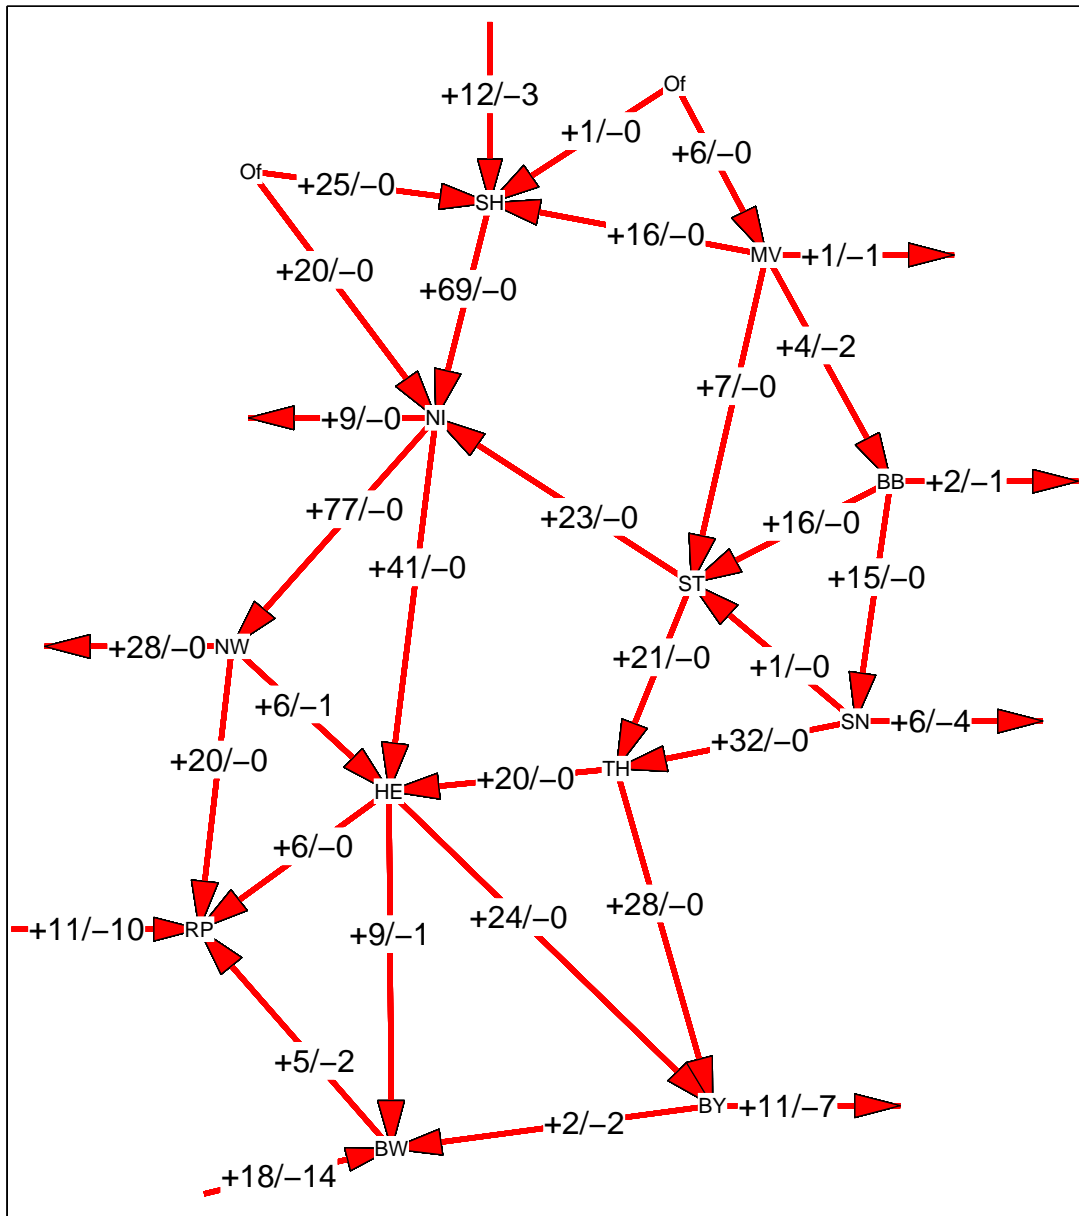 Of
+12/−3
+1/−0
+6/−0
Of
+25/−0
SH
+16/−0
MV
+1/−1
+20/−0
+69/−0
+4/−2
+7/−0
+9/−0
NI
BB
+2/−1
+77/−0
+23/−0
+16/−0
+41/−0
ST
+15/−0
+28/−0
NW
+21/−0
+1/−0
+6/−1
SN
+6/−4
+32/−0
+20/−0
TH
+20/−0
HE
+6/−0
+28/−0
+24/−0
+11/−10
RP
+9/−1
+5/−2
BY
+11/−7
+2/−2
BW
+18/−14